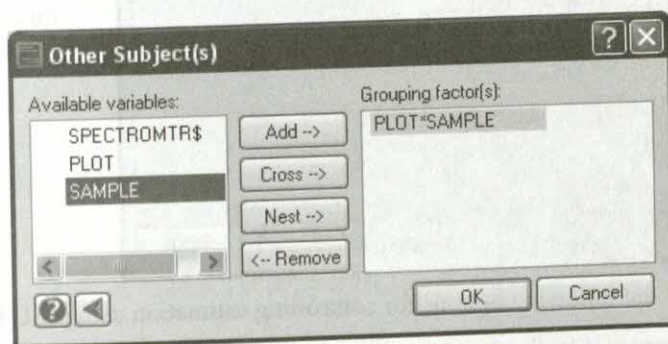 Other Subject(s)
Available variables:
SPECTROMTR$
PLOT
SAMPLE
Add -->
Cross -->
Nest -->
<-- Remove
Grouping factor(s):
PLOT*SAMPLE
OK
Cancel